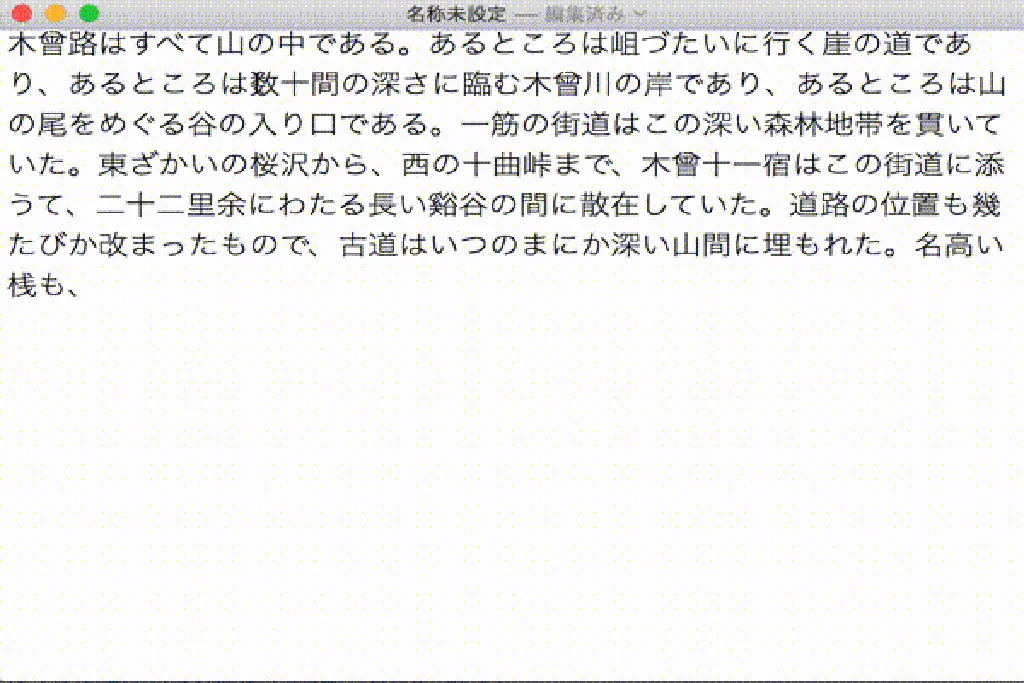 名称未設定 — 編集済み
木曾路はすべて山の中である。あるところは岨づたいに行く崖の道であ
り、あるところは数十間の深さに臨む木曾川の岸であり、あるところは山
の尾をめぐる谷の入り口である。一筋の街道はこの深い森林地帯を貫いて
いた。東ざかいの桜沢から、西の十曲峠まで、木曾十一宿はこの街道に添
うて、二十二里余にわたる長い谿谷の間に散在していた。道路の位置も幾
たびか改まったもので、古道はいつのまにか深い山間に埋もれた。名高い
桟も、